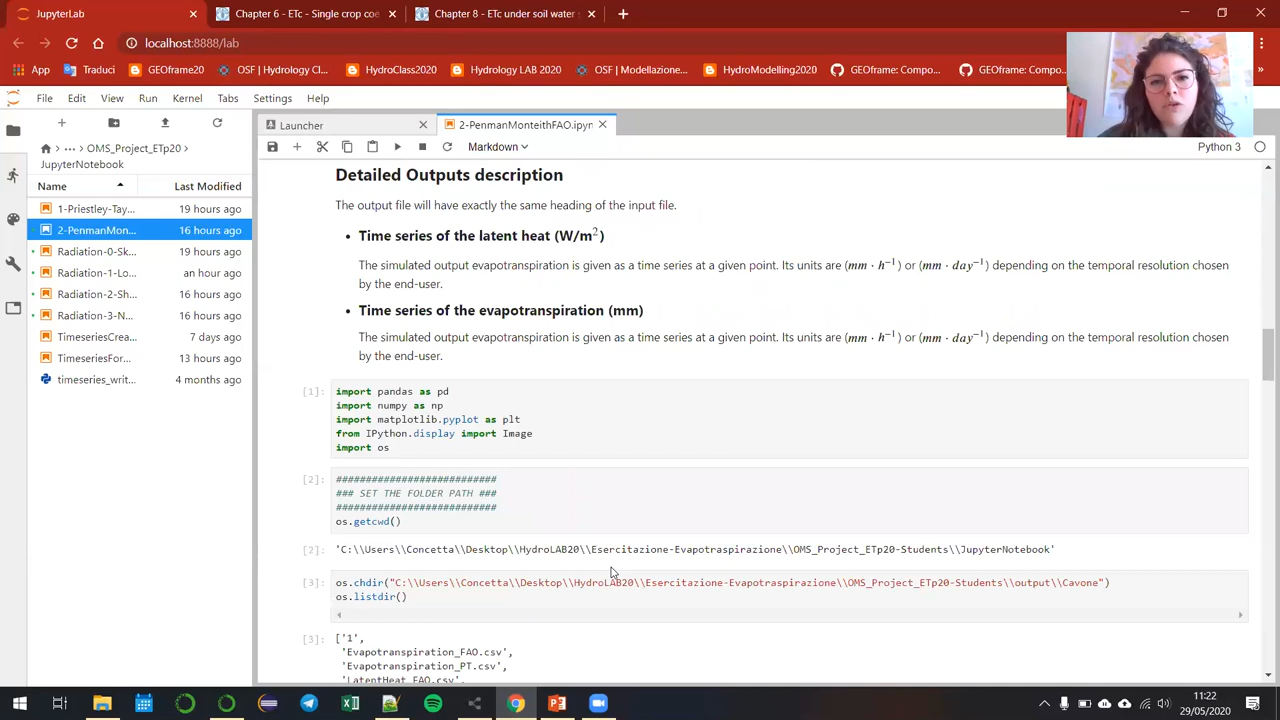 JupyterLab
Chapter 6 - ETc - Single crop coe
Chapter 8 - ETc under soil water s
localhost:8888/lab
App
Traducir
GEOframe20
OSF | Hydrology Cl...
HydroClass2020
Hydrology LAB 2020
OSF | Modellazione...
HydroModelling2020
GEOframe: Compo...
GEOframe: Compo...
File Edit View Run Kernel Tabs Settings Help
Launcher
2-PenmanMonteithFAO.ipyn
Markdown
Python 3
... OMS_Project_ETp20 /
JupyterNotebook
Name Last Modified
1-Priestley-Tay... 19 hours ago
2-PenmanMon... 16 hours ago
Radiation-0-Sk... 19 hours ago
Radiation-1-Lo... an hour ago
Radiation-2-Sh... 16 hours ago
Radiation-3-N... 16 hours ago
TimeseriesCrea... 7 days ago
TimeseriesFor... 13 hours ago
timeseries_writ... 4 months ago
Detailed Outputs description
The output file will have exactly the same heading of the input file.
• Time series of the latent heat (W/m²)
The simulated output evapotranspiration is given as a time series at a given point. Its units are (mm · h⁻¹) or (mm · day⁻¹) depending on the temporal resolution chosen
by the end-user.
• Time series of the evapotranspiration (mm)
The simulated output evapotranspiration is given as a time series at a given point. Its units are (mm · h⁻¹) or (mm · day⁻¹) depending on the temporal resolution chosen
by the end-user.
[1]: import pandas as pd
import numpy as np
import matplotlib.pyplot as plt
from IPython.display import Image
import os
[2]: ###########################
### SET THE FOLDER PATH ###
###########################
os.getcwd()
[2]: 'C:\\Users\\Concetta\\Desktop\\HydroLAB20\\Esercitazione-Evapotraspirazione\\OMS_Project_ETp20-Students\\JupyterNotebook'
[3]: os.chdir("C:\\Users\\Concetta\\Desktop\\HydroLAB20\\Esercitazione-Evapotraspirazione\\OMS_Project_ETp20-Students\\output\\Cavone")
os.listdir()
[3]: ['1',
'Evapotranspiration_FAO.csv',
'Evapotranspiration_PT.csv',
'LatentHeat_FAO.csv',
11:22
29/05/2020